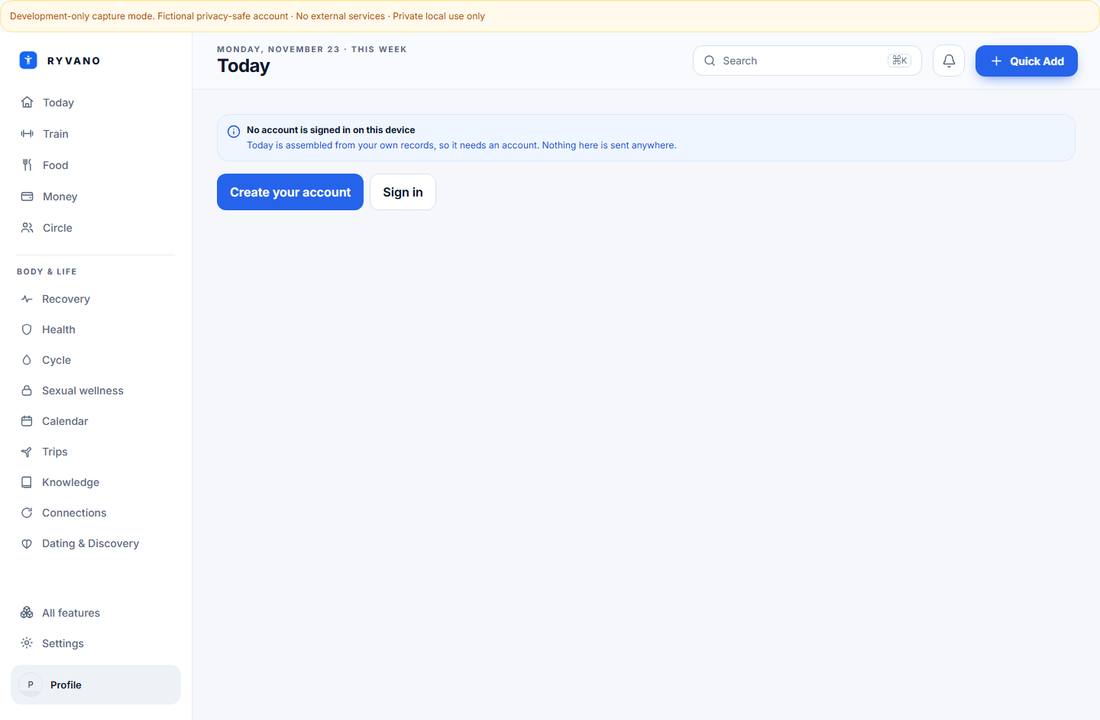 Development-only capture mode. Fictional privacy-safe account · No external services · Private local use only
RYVANO
Today
Train
Food
Money
Circle
BODY & LIFE
Recovery
Health
Cycle
Sexual wellness
Calendar
Trips
Knowledge
Connections
Dating & Discovery
All features
Settings
P Profile
MONDAY, NOVEMBER 23 · THIS WEEK
Today
Search ⌘K
Quick Add
No account is signed in on this device
Today is assembled from your own records, so it needs an account. Nothing here is sent anywhere.
Create your account Sign in